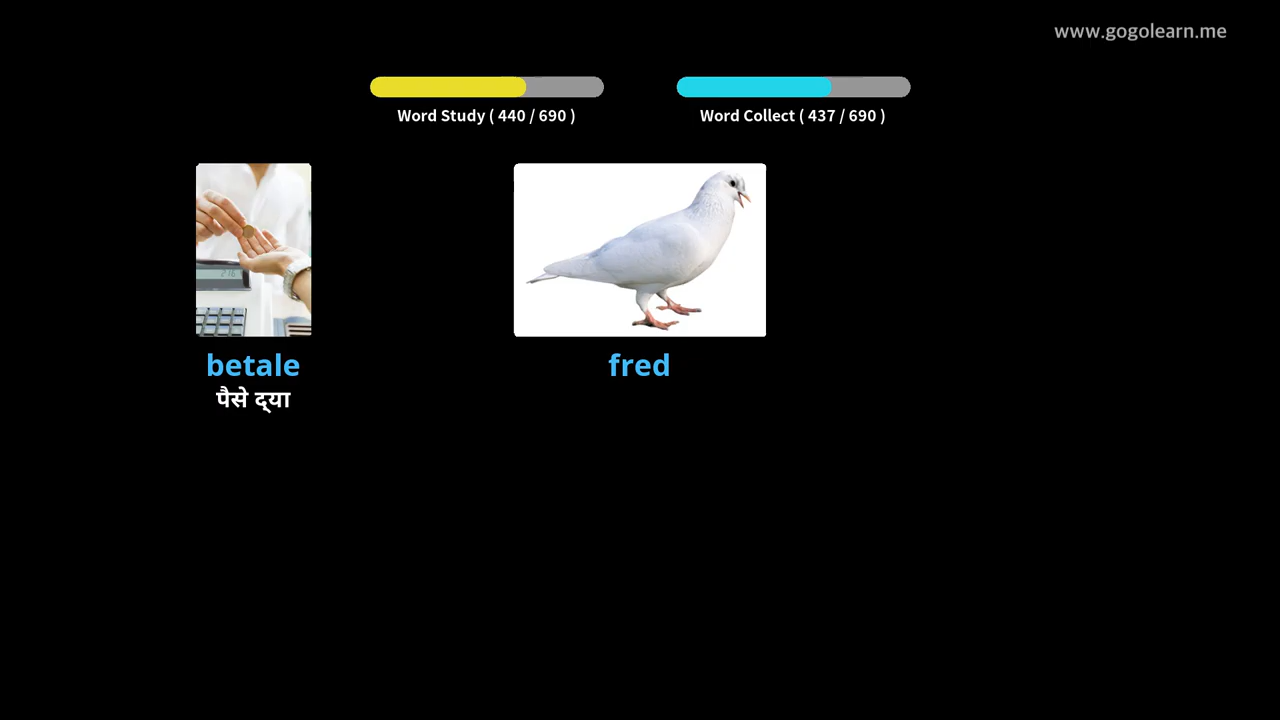 www.gogolearn.me
Word Study ( 440 / 690 )
Word Collect ( 437 / 690 )
betale
पैसे द्या
fred